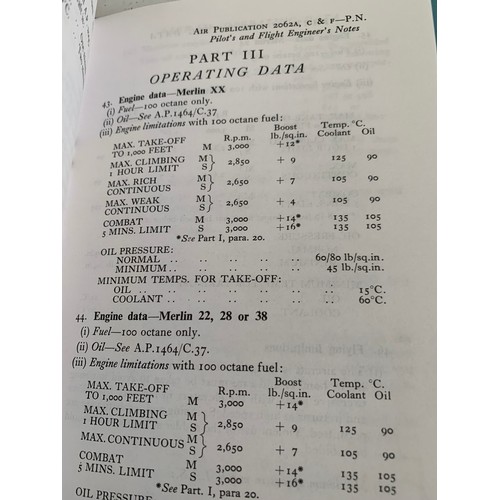 AIR PUBLICATION 2062A, C & F—P.N.
Pilot's and Flight Engineer's Notes
PART III
OPERATING DATA
43. Engine data—Merlin XX
(i) Fuel—100 octane only.
(ii) Oil—See A.P.1464/C.37
(iii) Engine limitations with 100 octane fuel:
R.p.m. Boost lb./sq.in. Temp. °C. Coolant Oil
MAX. TAKE-OFF
TO 1,000 FEET M 3,000 +12*
MAX. CLIMBING M
1 HOUR LIMIT S } 2,850 + 9 125 90
MAX. RICH M
CONTINUOUS S } 2,650 + 7 105 90
MAX. WEAK M
CONTINUOUS S } 2,650 + 4 105 90
COMBAT M 3,000 +14* 135 105
5 MINS. LIMIT S 3,000 +16* 135 105
*See Part I, para. 20.
OIL PRESSURE:
NORMAL .. .. .. .. .. .. 60/80 lb/sq.in.
MINIMUM .. .. .. .. .. .. 45 lb/sq.in.
MINIMUM TEMPS. FOR TAKE-OFF:
OIL .. .. .. .. .. .. .. 15°C.
COOLANT .. .. .. .. .. .. 60°C.
44. Engine data—Merlin 22, 28 or 38
(i) Fuel—100 octane only.
(ii) Oil—See A.P.1464/C.37.
(iii) Engine limitations with 100 octane fuel:
R.p.m. Boost lb./sq.in. Temp. °C. Coolant Oil
MAX. TAKE-OFF
TO 1,000 FEET M 3,000 +14*
MAX. CLIMBING M
1 HOUR LIMIT S } 2,850 + 9 125 90
MAX. CONTINUOUS M
S } 2,650 + 7 105 90
COMBAT M 3,000 +14* 135 105
5 MINS. LIMIT S 3,000 +16* 135 105
*See Part I, para. 20.
OIL PRESSURE